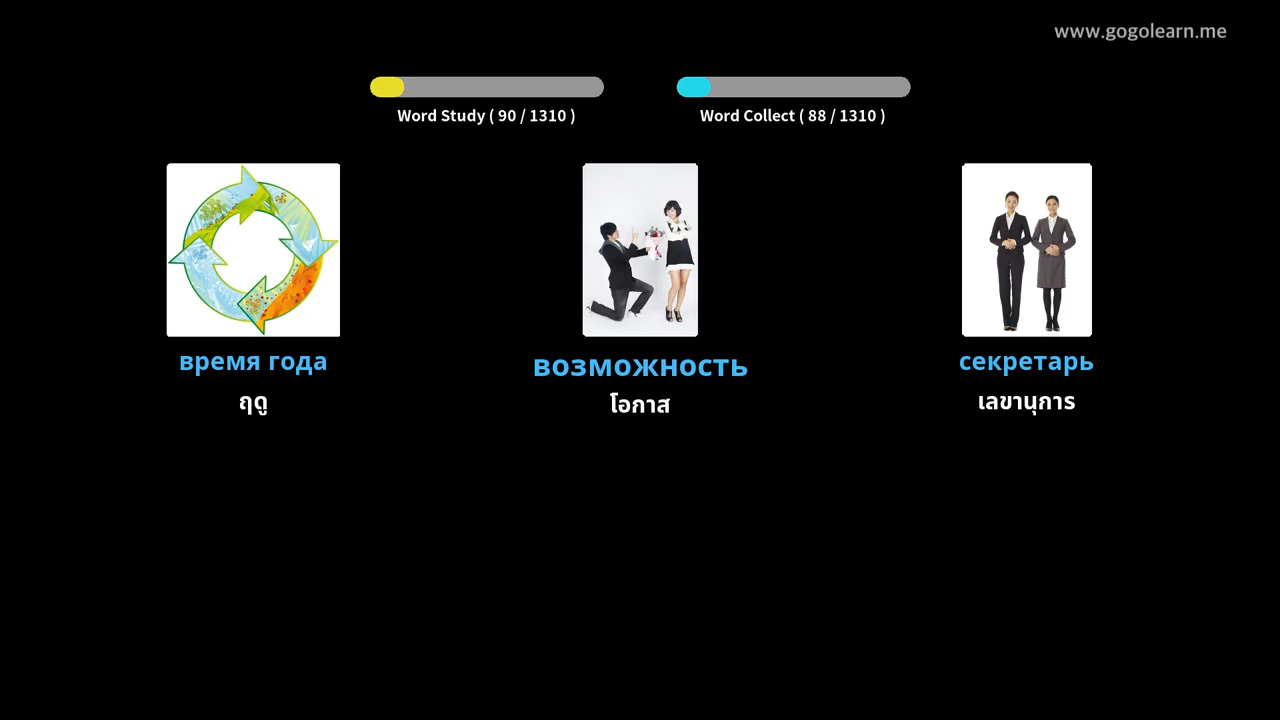 www.gogolearn.me
Word Study ( 90 / 1310 )
Word Collect ( 88 / 1310 )
время года
возможность
секретарь
ฤดู
โอกาส
เลขานุการ